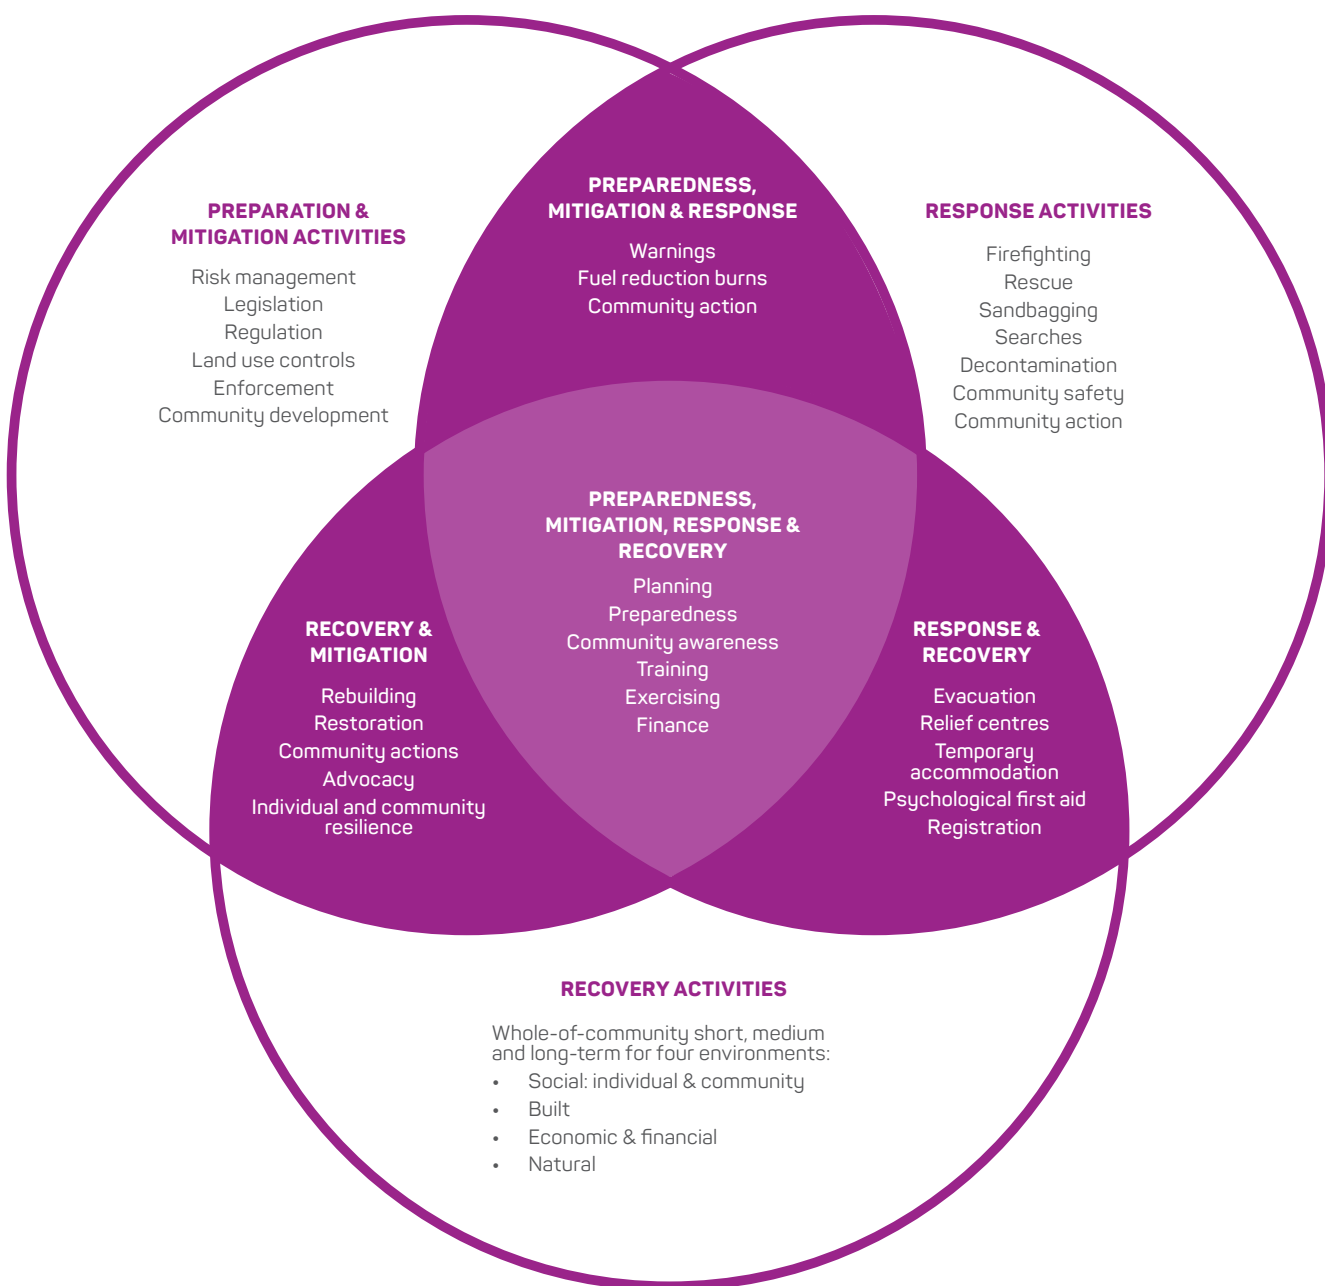 PREPARATION &
MITIGATION ACTIVITIES
Risk management
Legislation
Regulation
Land use controls
Enforcement
Community development
PREPAREDNESS,
MITIGATION & RESPONSE
Warnings
Fuel reduction burns
Community action
RESPONSE ACTIVITIES
Firefighting
Rescue
Sandbagging
Searches
Decontamination
Community safety
Community action
PREPAREDNESS,
MITIGATION, RESPONSE &
RECOVERY
Planning
Preparedness
Community awareness
Training
Exercising
Finance
RECOVERY &
MITIGATION
Rebuilding
Restoration
Community actions
Advocacy
Individual and community
resilience
RESPONSE &
RECOVERY
Evacuation
Relief centres
Temporary
accommodation
Psychological first aid
Registration
RECOVERY ACTIVITIES
Whole-of-community short, medium
and long-term for four environments:
• Social: individual & community
• Built
• Economic & financial
• Natural